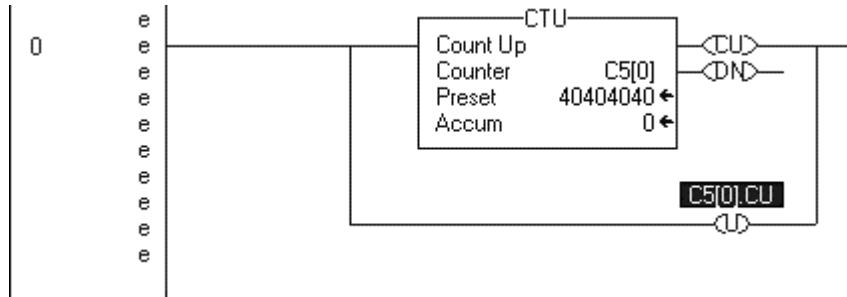 CTU
e
0 e Count Up CU
e Counter C5[0] DN
e Preset 40404040
e Accum 0
e
e
e C5[0].CU
e U
e